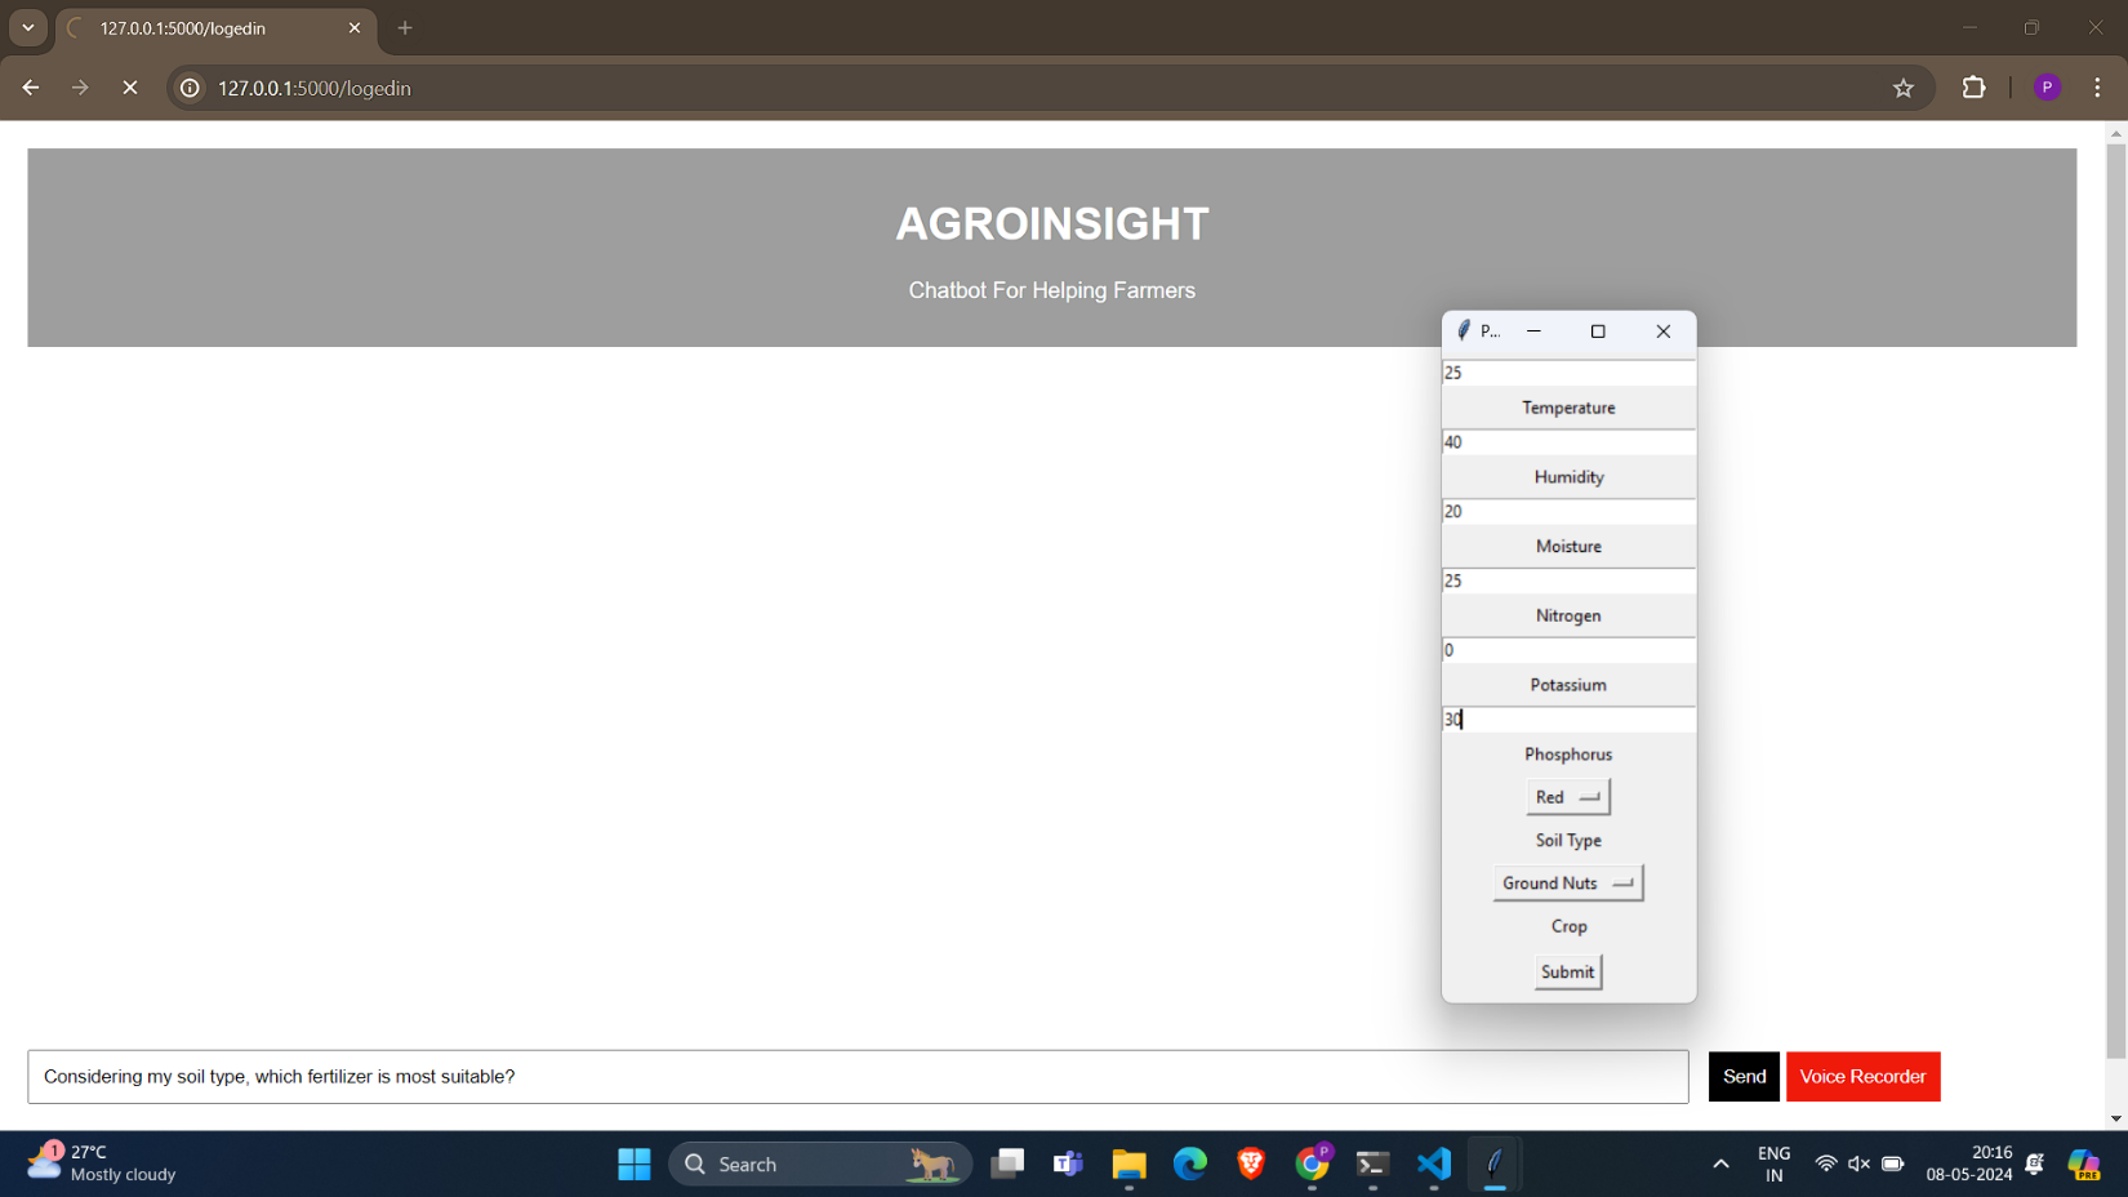 127.0.0.1:5000/logedin
127.0.0.1:5000/logedin
P
AGROINSIGHT
Chatbot For Helping Farmers
P...
25
Temperature
40
Humidity
20
Moisture
25
Nitrogen
0
Potassium
30
Phosphorus
Red
Soil Type
Ground Nuts
Crop
Submit
Considering my soil type, which fertilizer is most suitable?
Send
Voice Recorder
1
27°C
Mostly cloudy
Search
P
ENG
IN
20:16
08-05-2024
PRE